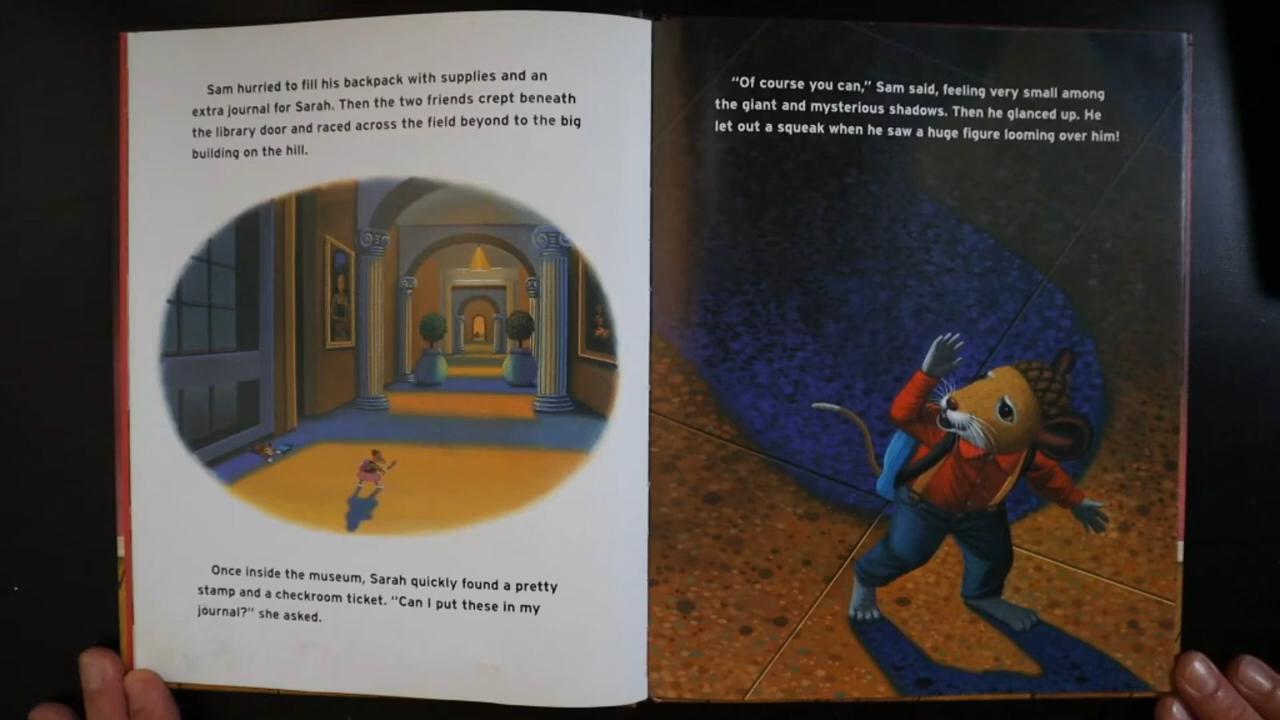 Sam hurried to fill his backpack with supplies and an
extra journal for Sarah. Then the two friends crept beneath
the library door and raced across the field beyond to the big
building on the hill.
Once inside the museum, Sarah quickly found a pretty
stamp and a checkroom ticket. “Can I put these in my
journal?” she asked.
“Of course you can,” Sam said, feeling very small among
the giant and mysterious shadows. Then he glanced up. He
let out a squeak when he saw a huge figure looming over him!